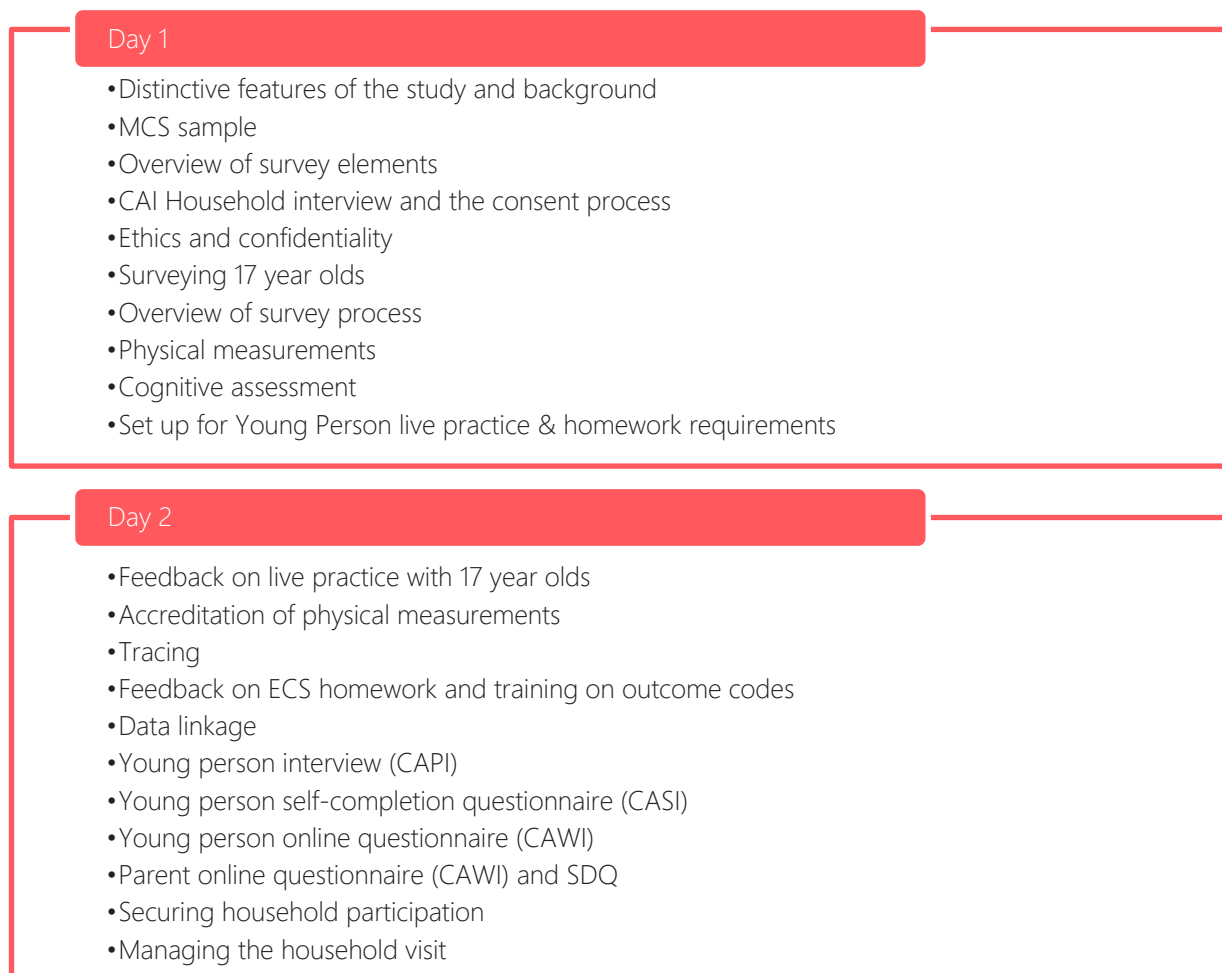 Day 1
•Distinctive features of the study and background
•MCS sample
•Overview of survey elements
•CAI Household interview and the consent process
•Ethics and confidentiality
•Surveying 17 year olds
•Overview of survey process
•Physical measurements
•Cognitive assessment
•Set up for Young Person live practice & homework requirements
Day 2
•Feedback on live practice with 17 year olds
•Accreditation of physical measurements
•Tracing
•Feedback on ECS homework and training on outcome codes
•Data linkage
•Young person interview (CAPI)
•Young person self-completion questionnaire (CASI)
•Young person online questionnaire (CAWI)
•Parent online questionnaire (CAWI) and SDQ
•Securing household participation
•Managing the household visit